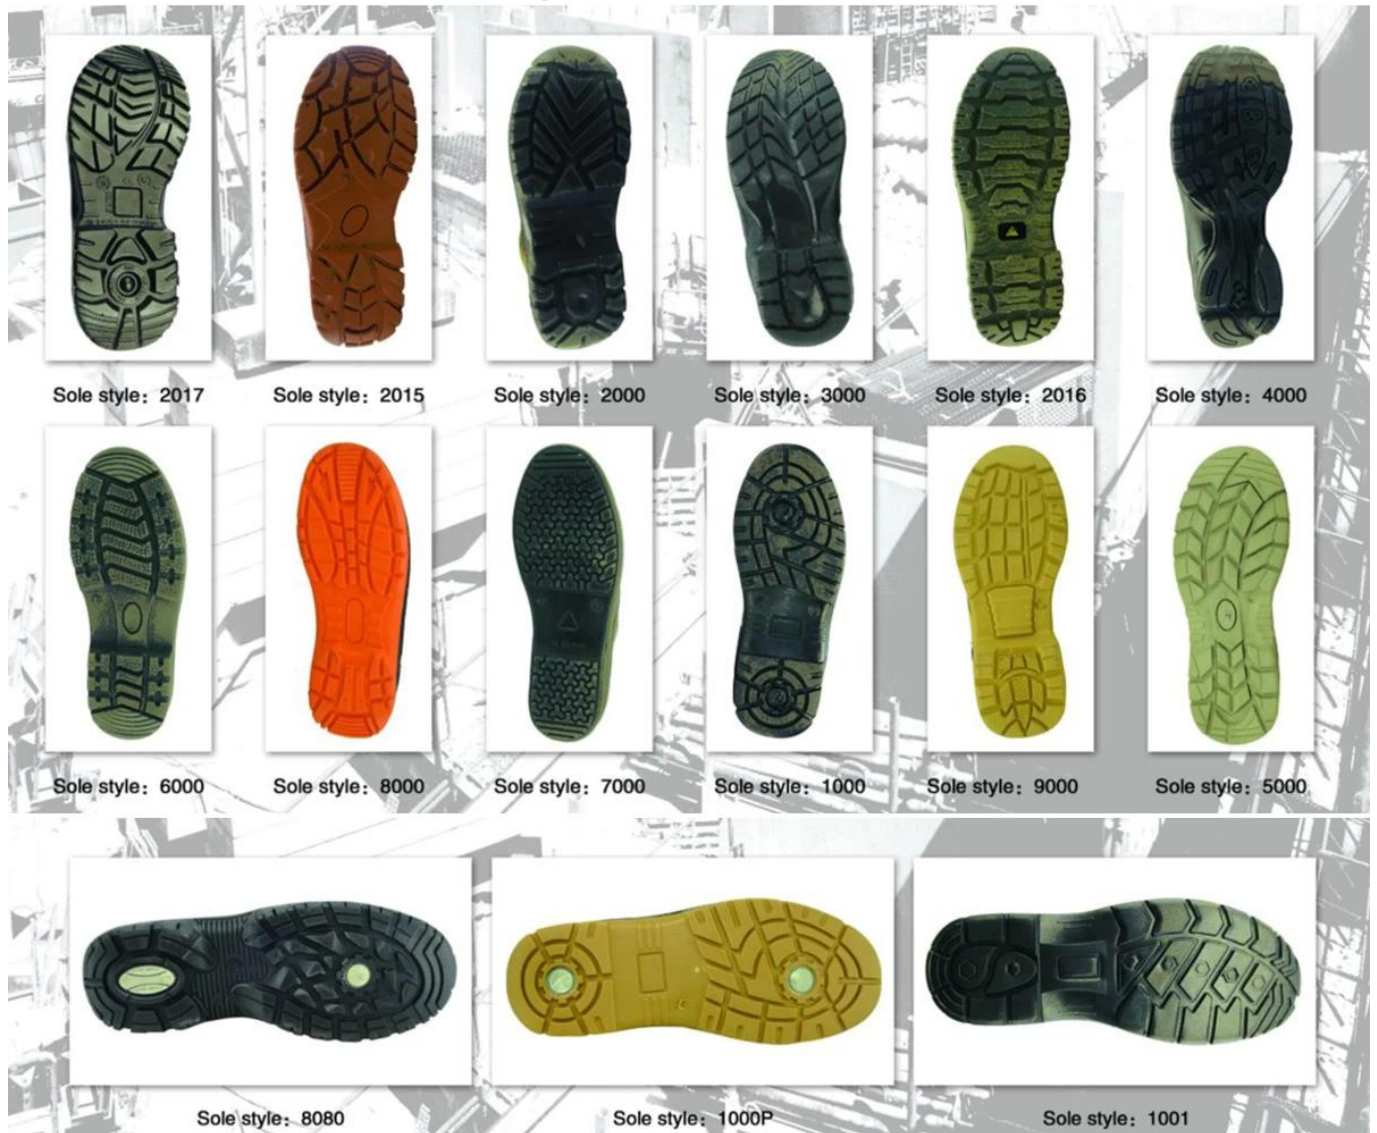 Sole style：2017
Sole style：2015
Sole style：2000
Sole style：3000
Sole style：2016
Sole style：4000
Sole style：6000
Sole style：8000
Sole style：7000
Sole style：1000
Sole style：9000
Sole style：5000
Sole style：8080
Sole style：1000P
Sole style：1001